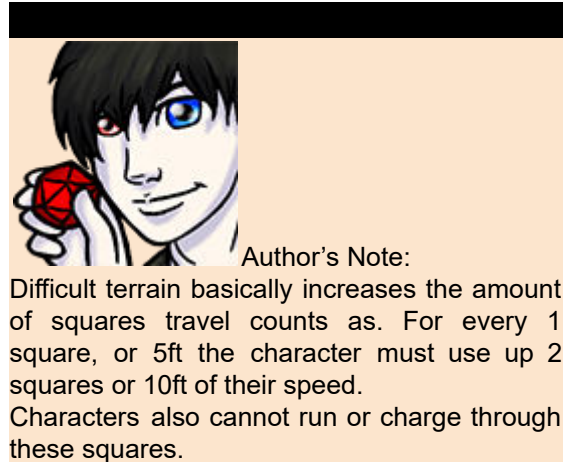 Author’s Note:
Difficult terrain basically increases the amount
of squares travel counts as. For every 1
square, or 5ft the character must use up 2
squares or 10ft of their speed.
Characters also cannot run or charge through
these squares.